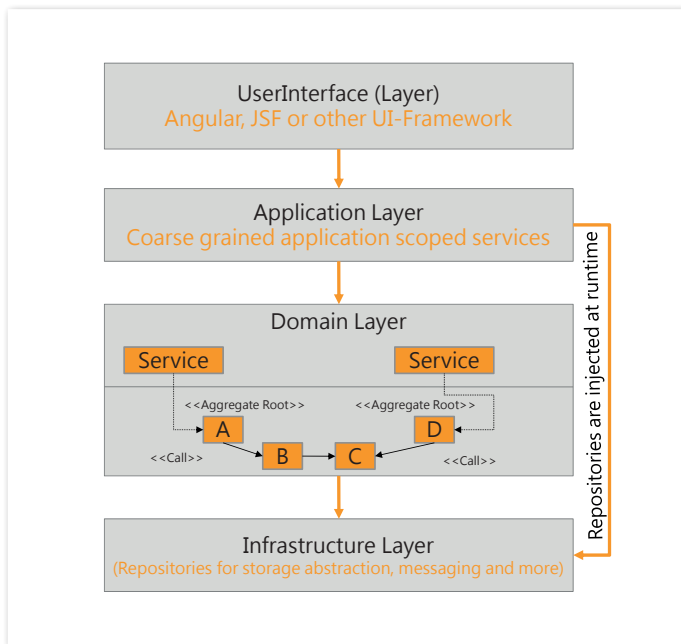 UserInterface (Layer)
Angular, JSF or other UI-Framework
Application Layer
Coarse grained application scoped services
Repositories are injected at runtime
Domain Layer
Service
Service
<<Aggregate Root>>
<<Aggregate Root>>
A
D
<<Call>>
B
C
<<Call>>
Infrastructure Layer
(Repositories for storage abstraction, messaging and more)